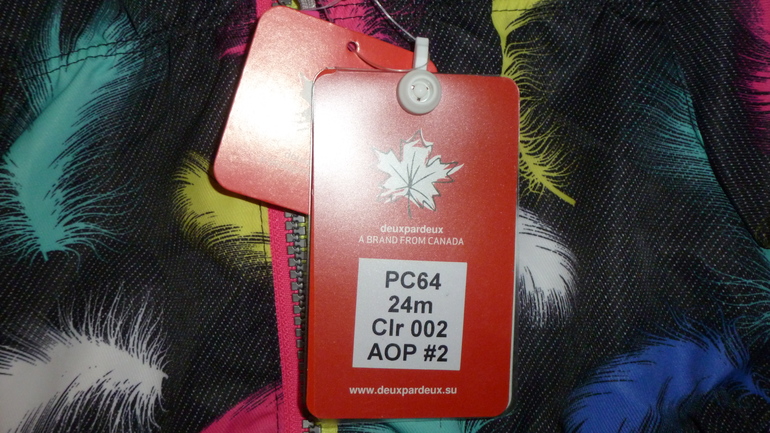 deuxpardeux
A BRAND FROM CANADA
PC64
24m
Clr 002
AOP #2
www.deuxpardeux.su